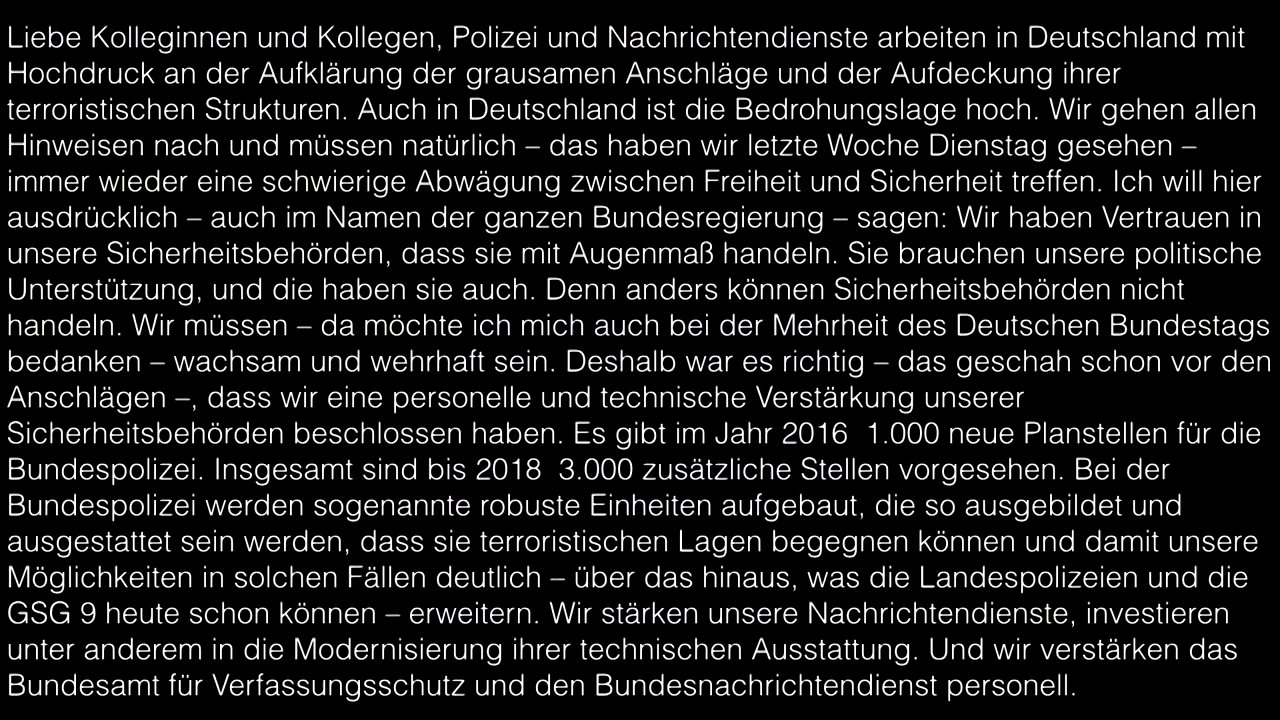 Liebe Kolleginnen und Kollegen, Polizei und Nachrichtendienste arbeiten in Deutschland mit
Hochdruck an der Aufklärung der grausamen Anschläge und der Aufdeckung ihrer
terroristischen Strukturen. Auch in Deutschland ist die Bedrohungslage hoch. Wir gehen allen
Hinweisen nach und müssen natürlich – das haben wir letzte Woche Dienstag gesehen –
immer wieder eine schwierige Abwägung zwischen Freiheit und Sicherheit treffen. Ich will hier
ausdrücklich – auch im Namen der ganzen Bundesregierung – sagen: Wir haben Vertrauen in
unsere Sicherheitsbehörden, dass sie mit Augenmaß handeln. Sie brauchen unsere politische
Unterstützung, und die haben sie auch. Denn anders können Sicherheitsbehörden nicht
handeln. Wir müssen – da möchte ich mich auch bei der Mehrheit des Deutschen Bundestags
bedanken – wachsam und wehrhaft sein. Deshalb war es richtig – das geschah schon vor den
Anschlägen –, dass wir eine personelle und technische Verstärkung unserer
Sicherheitsbehörden beschlossen haben. Es gibt im Jahr 2016  1.000 neue Planstellen für die
Bundespolizei. Insgesamt sind bis 2018  3.000 zusätzliche Stellen vorgesehen. Bei der
Bundespolizei werden sogenannte robuste Einheiten aufgebaut, die so ausgebildet und
ausgestattet sein werden, dass sie terroristischen Lagen begegnen können und damit unsere
Möglichkeiten in solchen Fällen deutlich – über das hinaus, was die Landespolizeien und die
GSG 9 heute schon können – erweitern. Wir stärken unsere Nachrichtendienste, investieren
unter anderem in die Modernisierung ihrer technischen Ausstattung. Und wir verstärken das
Bundesamt für Verfassungsschutz und den Bundesnachrichtendienst personell.